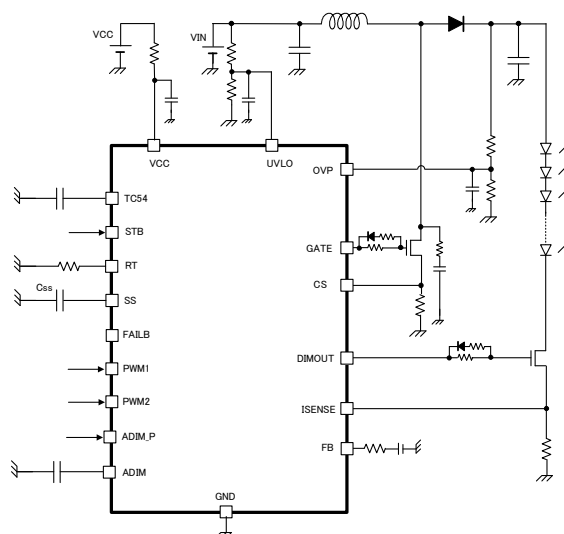 VCC
VIN
VCC
UVLO
OVP
TC54
STB
GATE
RT
CS
Css
SS
FAILB
DIMOUT
PWM1
PWM2
ISENSE
ADIM_P
FB
ADIM
GND